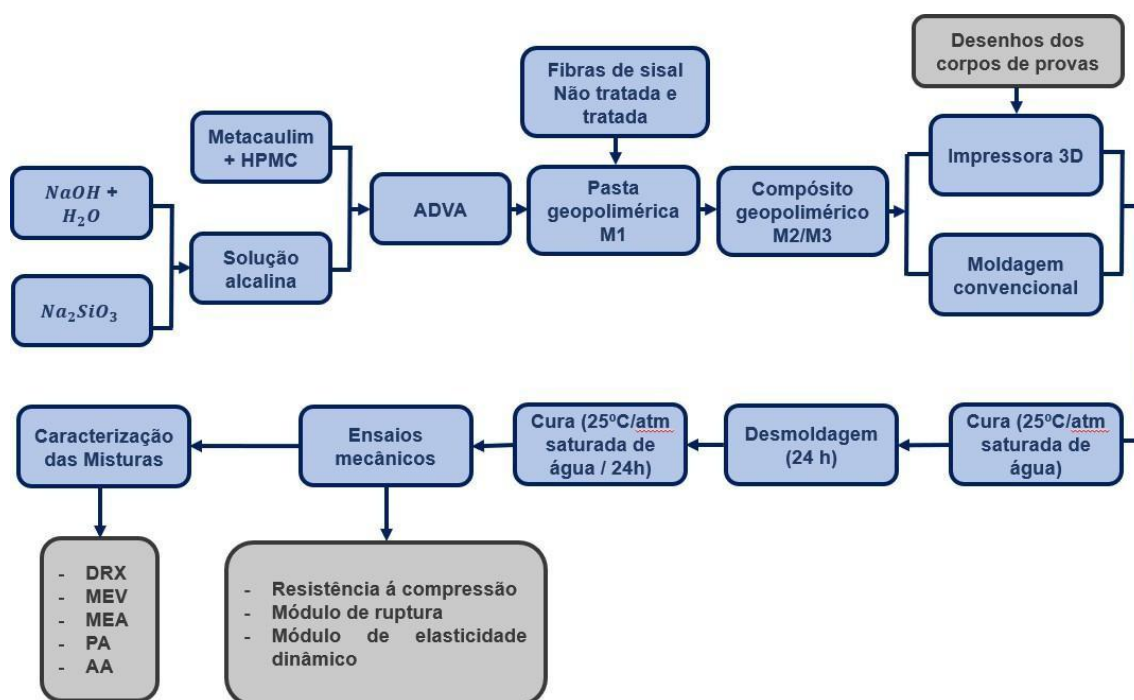 Desenhos dos
corpos de provas
Fibras de sisal
Não tratada e
tratada
Metacaulim
+ HPMC
Impressora 3D
NaOH +
H₂O
ADVA
Pasta
geopolimérica
M1
Compósito
geopolimérico
M2/M3
Solução
alcalina
Moldagem
convencional
Na₂SiO₃
Caracterização
das Misturas
Ensaios
mecânicos
Cura (25ºC/atm
saturada de
água / 24h)
Desmoldagem
(24 h)
Cura (25ºC/atm
saturada de
água)
- DRX
- MEV
- MEA
- PA
- AA
- Resistência á compressão
- Módulo de ruptura
- Módulo de elasticidade
dinâmico